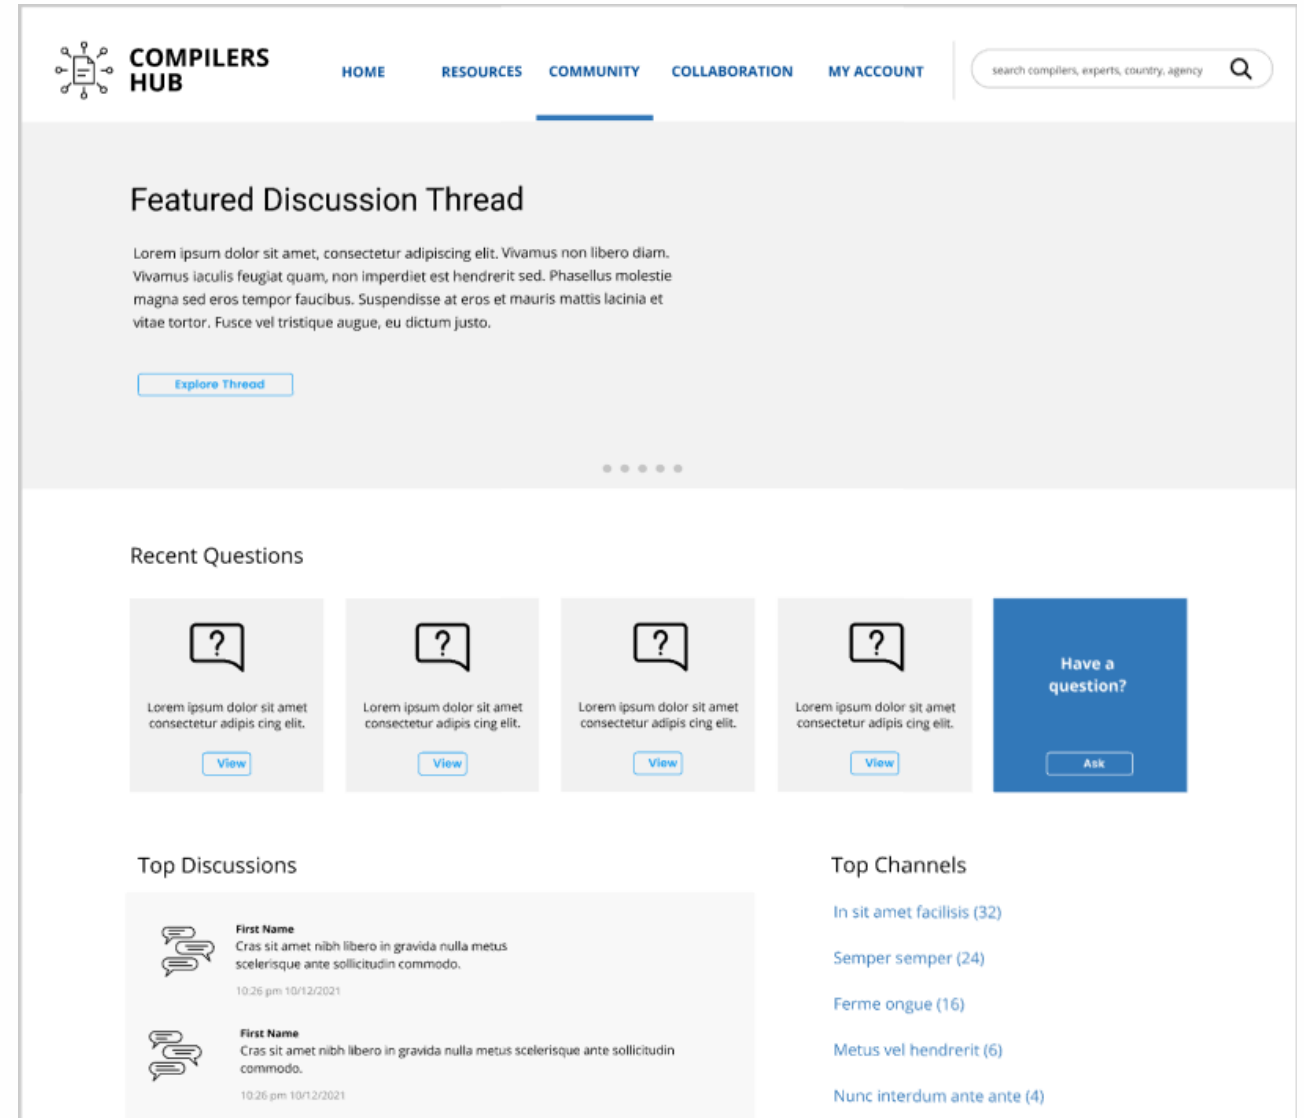 COMPILERS
HUB
HOME RESOURCES COMMUNITY COLLABORATION MY ACCOUNT
search compilers, experts, country, agency
Featured Discussion Thread
Lorem ipsum dolor sit amet, consectetur adipiscing elit. Vivamus non libero diam.
Vivamus iaculis feugiat quam, non imperdiet est hendrerit sed. Phasellus molestie
magna sed eros tempor faucibus. Suspendisse at eros et mauris mattis lacinia et
vitae tortor. Fusce vel tristique augue, eu dictum justo.
Explore Thread
Recent Questions
?
Lorem ipsum dolor sit amet
consectetur adipis cing elit.
View
?
Lorem ipsum dolor sit amet
consectetur adipis cing elit.
View
?
Lorem ipsum dolor sit amet
consectetur adipis cing elit.
View
?
Lorem ipsum dolor sit amet
consectetur adipis cing elit.
View
Have a
question?
Ask
Top Discussions
First Name
Cras sit amet nibh libero in gravida nulla metus
scelerisque ante sollicitudin commodo.
10:26 pm 10/12/2021
First Name
Cras sit amet nibh libero in gravida nulla metus scelerisque ante sollicitudin
commodo.
10:26 pm 10/12/2021
Top Channels
In sit amet facilisis (32)
Semper semper (24)
Ferme ongue (16)
Metus vel hendrerit (6)
Nunc interdum ante ante (4)